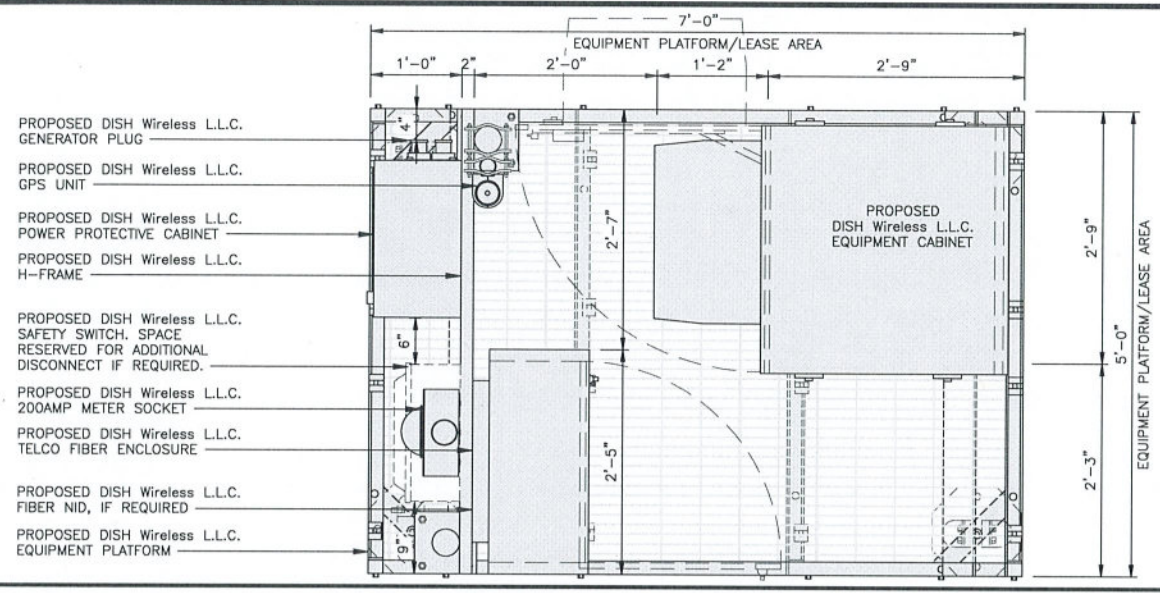 7'-0"
EQUIPMENT PLATFORM/LEASE AREA
1'-0"
2"
2'-0"
1'-2"
2'-9"
PROPOSED DISH Wireless L.L.C.
GENERATOR PLUG
4"
PROPOSED DISH Wireless L.L.C.
GPS UNIT
PROPOSED DISH Wireless L.L.C.
POWER PROTECTIVE CABINET
PROPOSED DISH Wireless L.L.C.
H-FRAME
PROPOSED DISH Wireless L.L.C.
SAFETY SWITCH. SPACE
RESERVED FOR ADDITIONAL
DISCONNECT IF REQUIRED.
6"
PROPOSED DISH Wireless L.L.C.
200AMP METER SOCKET
PROPOSED DISH Wireless L.L.C.
TELCO FIBER ENCLOSURE
PROPOSED DISH Wireless L.L.C.
FIBER NID, IF REQUIRED
PROPOSED DISH Wireless L.L.C.
EQUIPMENT PLATFORM
9"
2'-7"
2'-5"
PROPOSED
DISH Wireless L.L.C.
EQUIPMENT CABINET
2'-9"
2'-3"
5'-0"
EQUIPMENT PLATFORM/LEASE AREA